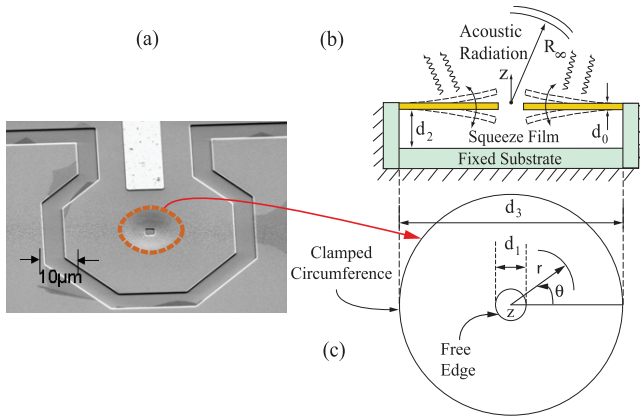 (a)
(b)
Acoustic
Radiation
R∞
z
d2
Squeeze Film
d0
Fixed Substrate
10μm
d3
Clamped
Circumference
d1
r
θ
z
Free
Edge
(c)